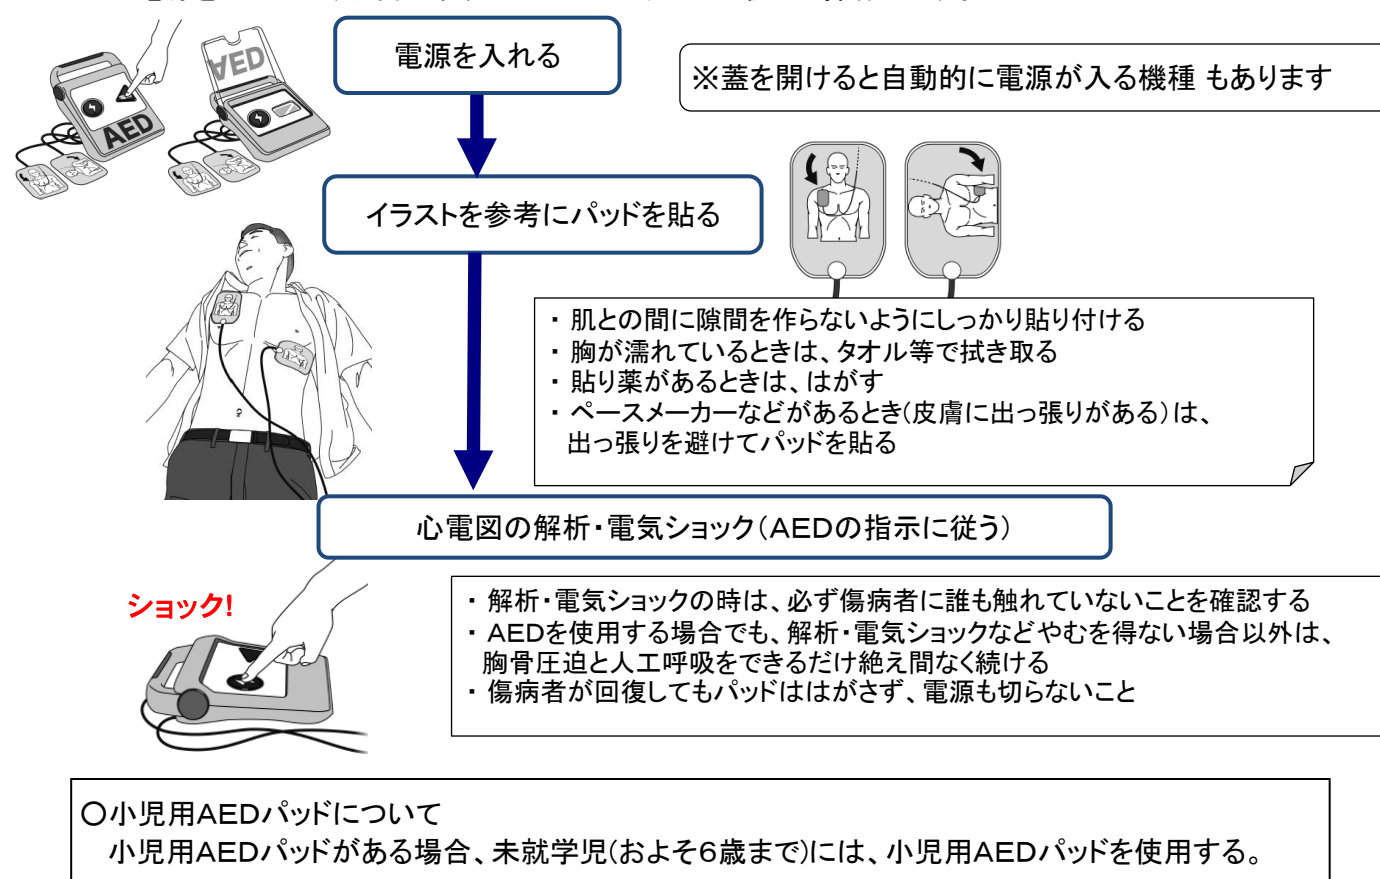 電源を入れる
※蓋を開けると自動的に電源が入る機種 もあります
AED
AED
イラストを参考にパッドを貼る
・ 肌との間に隙間を作らないようにしっかり貼り付ける
・ 胸が濡れているときは、タオル等で拭き取る
・ 貼り薬があるときは、はがす
・ ペースメーカーなどがあるとき(皮膚に出っ張りがある)は、
出っ張りを避けてパッドを貼る
心電図の解析・電気ショック(AEDの指示に従う)
ショック!
・ 解析・電気ショックの時は、必ず傷病者に誰も触れていないことを確認する
・ AEDを使用する場合でも、解析・電気ショックなどやむを得ない場合以外は、
胸骨圧迫と人工呼吸をできるだけ絶え間なく続ける
・ 傷病者が回復してもパッドははがさず、電源も切らないこと
○小児用AEDパッドについて
小児用AEDパッドがある場合、未就学児(およそ6歳まで)には、小児用AEDパッドを使用する。